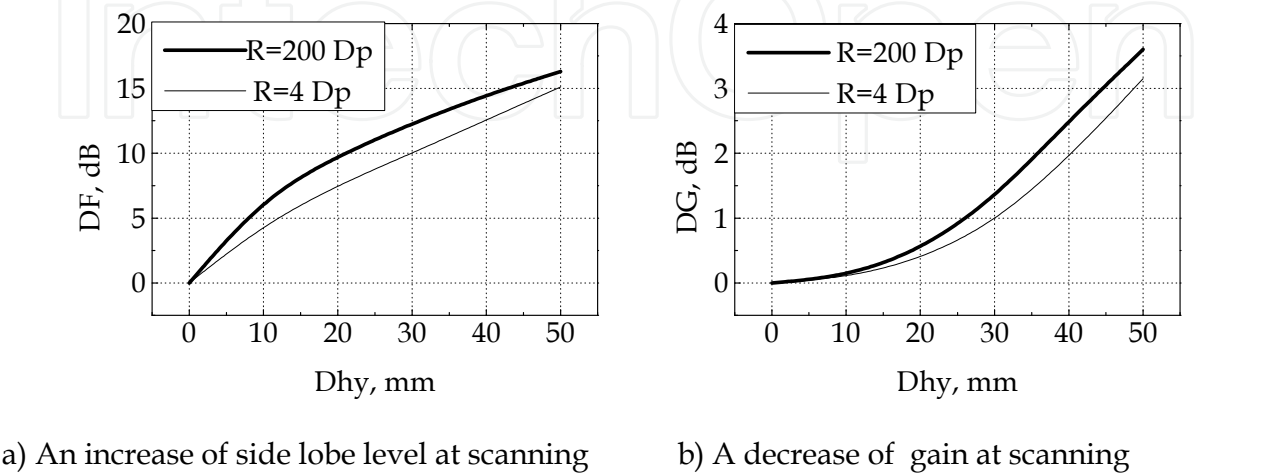 IntechOpen
20
15
10
5
0
DF, dB
R=200 Dp
R=4 Dp
0 10 20 30 40 50
Dhy, mm
a) An increase of side lobe level at scanning
4
3
2
1
0
DG, dB
R=200 Dp
R=4 Dp
0 10 20 30 40 50
Dhy, mm
b) A decrease of gain at scanning